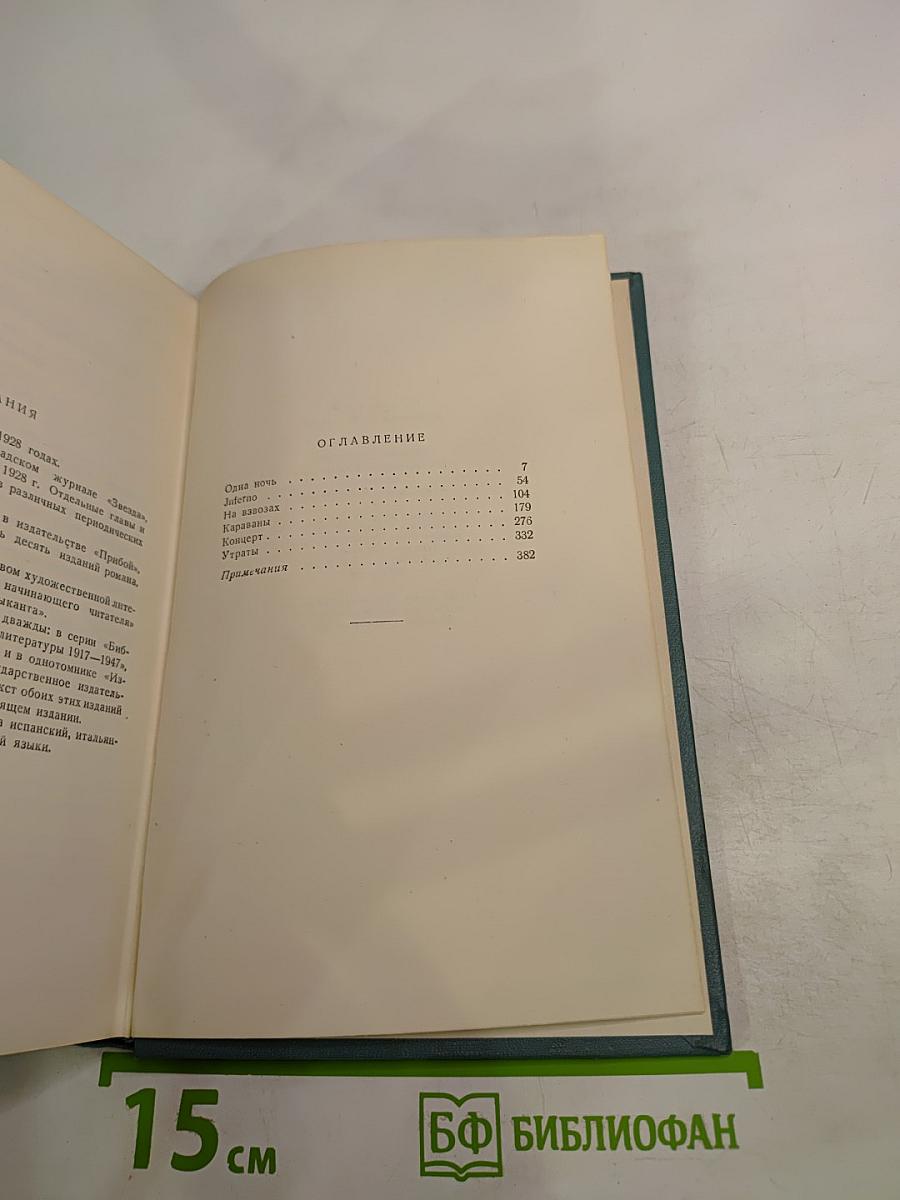 АНИЯ
1928 годах.
адском журнале «Звезда»,
1928 г. Отдельные главы и
в различных периодических
в издательстве «Прибой».
ь десять изданий романа.
вом художественной лите-
начинающего читателя»
ыканга».
дважды: в серии «Биб-
литературы 1917—1947»,
и в однотомнике «Из-
дарственное издатель-
кст обоих этих изданий
ящем издании.
а испанский, итальян-
й языки.
ОГЛАВЛЕНИЕ
Одна ночь . . . . . . . . . . . . . . . . . 7
Inferno . . . . . . . . . . . . . . . . . . 54
На взвозах . . . . . . . . . . . . . . . . . 104
Караваны . . . . . . . . . . . . . . . . . 179
Концерт . . . . . . . . . . . . . . . . . . 276
Утраты . . . . . . . . . . . . . . . . . . 332
Примечания . . . . . . . . . . . . . . . . 382
15 см
БФ БИБЛИОФАН